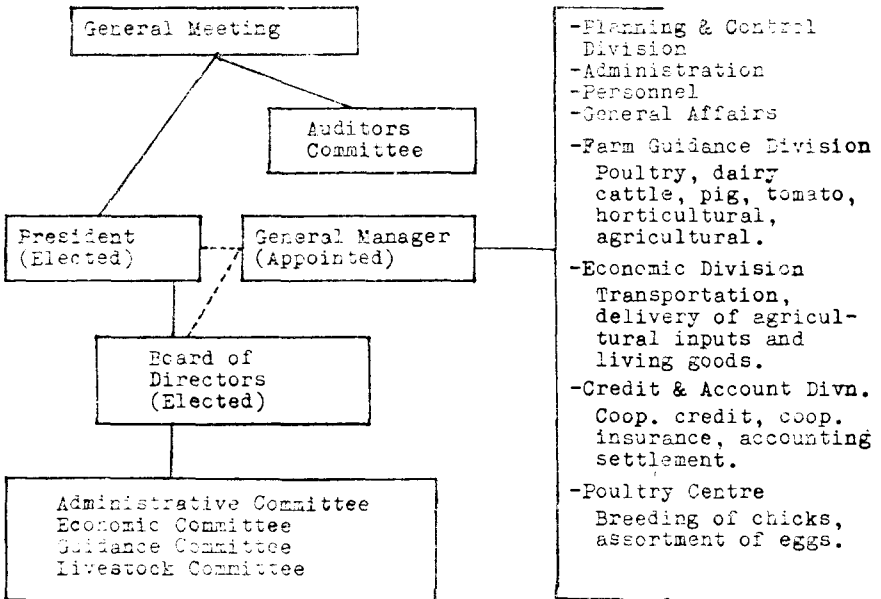 General Meeting
Auditors
Committee
President
(Elected)
General Manager
(Appointed)
Board of
Directors
(Elected)
Administrative Committee
Economic Committee
Guidance Committee
Livestock Committee
-Planning & Control
Division
-Administration
-Personnel
-General Affairs
-Farm Guidance Division
Poultry, dairy
cattle, pig, tomato,
horticultural,
agricultural.
-Economic Division
Transportation,
delivery of agricul-
tural inputs and
living goods.
-Credit & Account Divn.
Coop. credit, coop.
insurance, accounting
settlement.
-Poultry Centre
Breeding of chicks,
assortment of eggs.